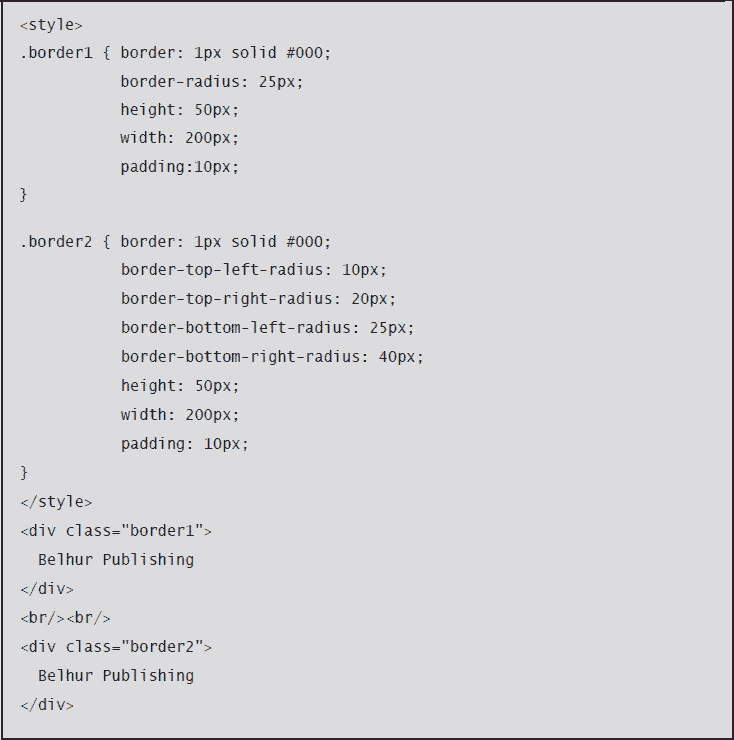 <style>
.border1 { border: 1px solid #000;
border-radius: 25px;
height: 50px;
width: 200px;
padding:10px;
}
.border2 { border: 1px solid #000;
border-top-left-radius: 10px;
border-top-right-radius: 20px;
border-bottom-left-radius: 25px;
border-bottom-right-radius: 40px;
height: 50px;
width: 200px;
padding: 10px;
}
</style>
<div class="border1">
Belhur Publishing
</div>
<br/><br/>
<div class="border2">
Belhur Publishing
</div>